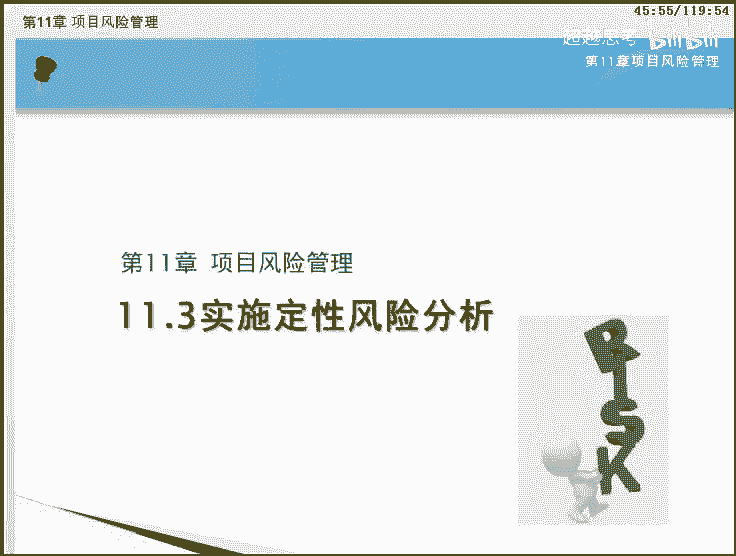 第11章 项目风险管理
45:55/119:54
超越思考 bilibili
第11章项目风险管理
第11章 项目风险管理
11.3实施定性风险分析
RISK